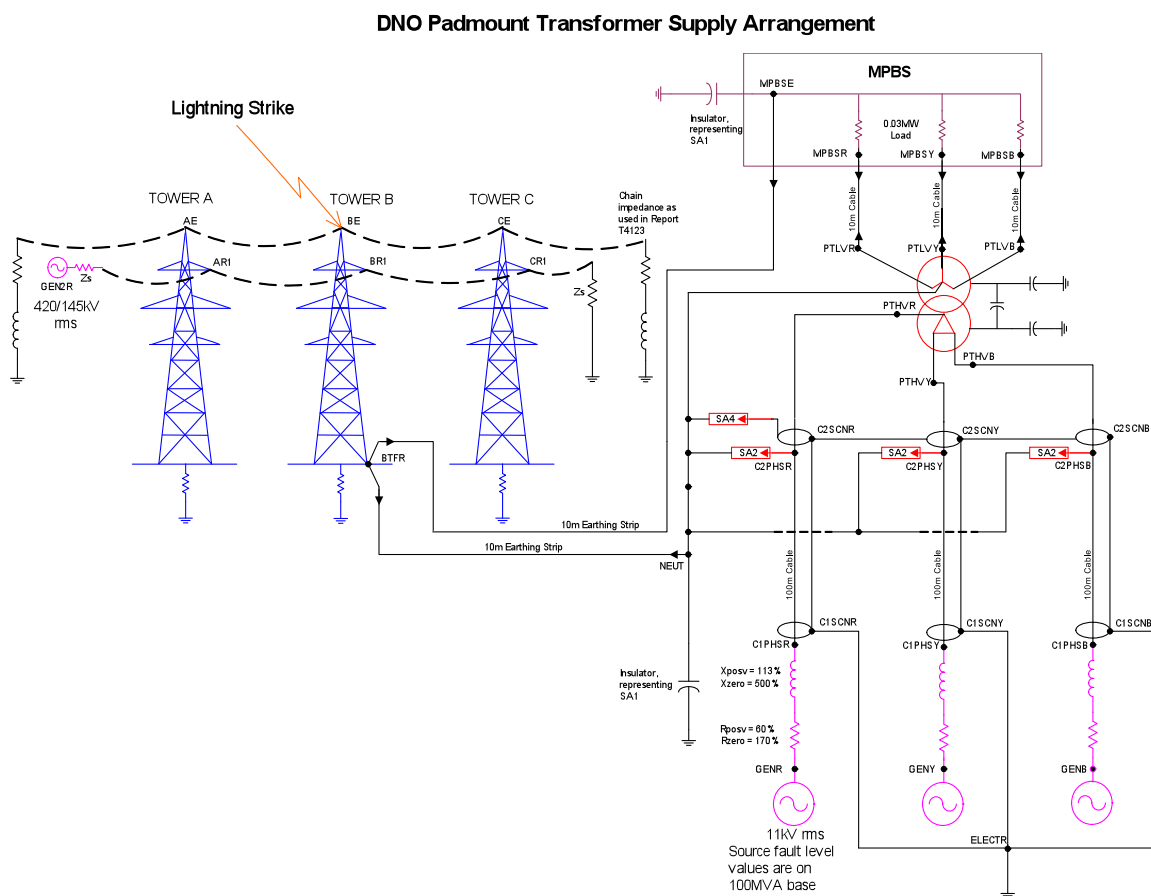 DNO Padmount Transformer Supply Arrangement
MPBS
MPBSE
Lightning Strike
Insulator,
representing
SA1
0.03MW
Load
MPBSR
MPBSY
MPBSB
TOWER A
TOWER B
TOWER C
Chain
impedance as
used in Report
T4123
10m Cable
10m Cable
10m Cable
AE
BE
CE
PTLVR
PTLVY
PTLVB
AR1
BR1
CR1
GEN2R
Zs
Zs
420/145kV
rms
PTHVR
PTHVB
PTHVY
SA4
C2SCNR
C2SCNY
C2SCNB
SA2
SA2
SA2
C2PHSR
C2PHSY
C2PHSB
BTFR
10m Earthing Strip
10m Earthing Strip
NEUT
100m Cable
100m Cable
100m Cable
C1SCNR
C1SCNY
C1SCNB
C1PHSR
C1PHSY
C1PHSB
Insulator,
representing
SA1
Xposv = 113%
Xzero = 500%
Rposv = 60%
Rzero = 170%
GENR
GENY
GENB
11kV rms
Source fault level
values are on
100MVA base
ELECTR